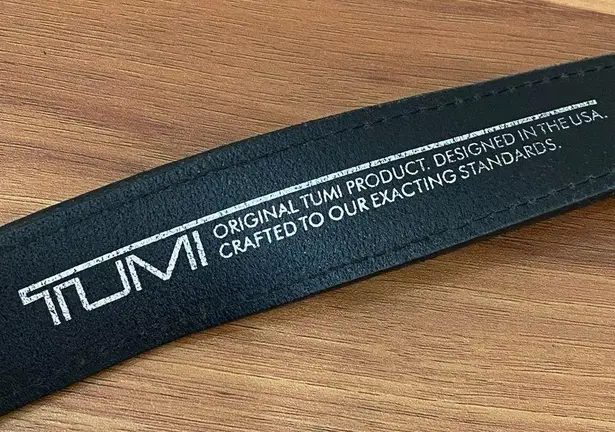 TUMI
ORIGINAL TUMI PRODUCT. DESIGNED IN THE USA.
CRAFTED TO OUR EXACTING STANDARDS.